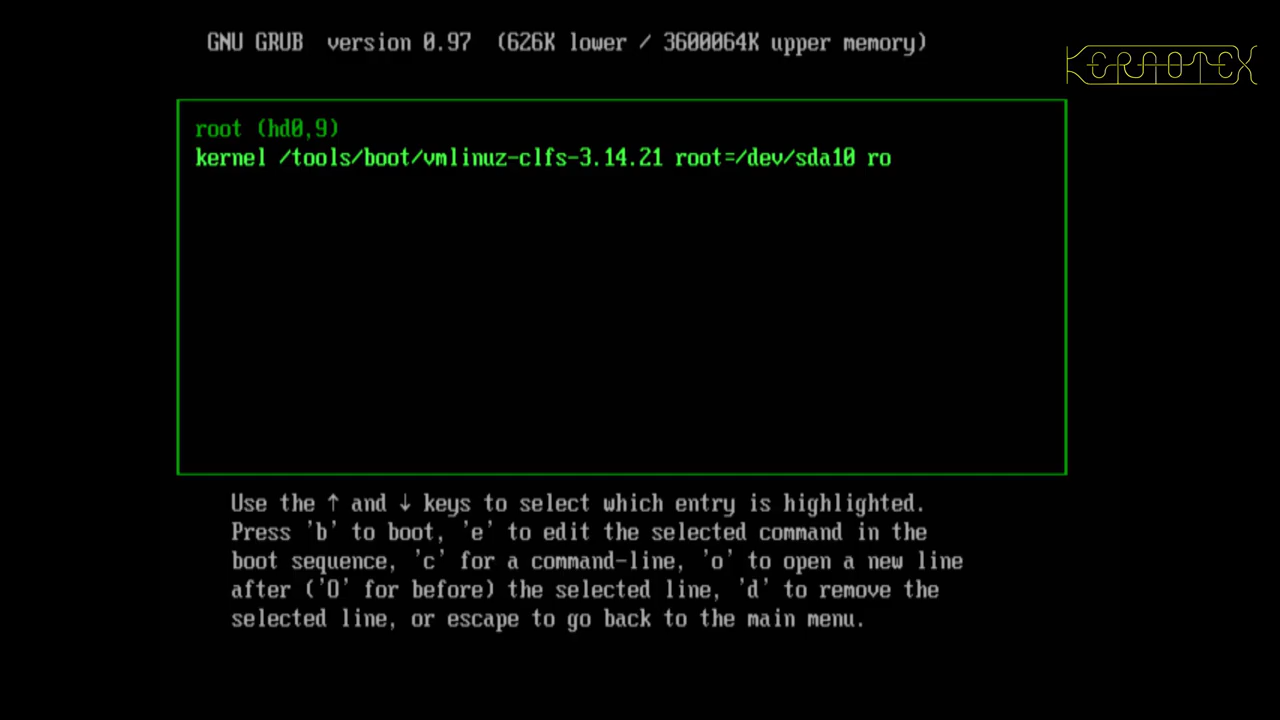 GNU GRUB version 0.97 (626K lower / 3600064K upper memory)
KERNOTEX
root (hd0,9)
kernel /tools/boot/vmlinuz-clfs-3.14.21 root=/dev/sda10 ro
Use the ↑ and ↓ keys to select which entry is highlighted.
Press 'b' to boot, 'e' to edit the selected command in the
boot sequence, 'c' for a command-line, 'o' to open a new line
after ('O' for before) the selected line, 'd' to remove the
selected line, or escape to go back to the main menu.